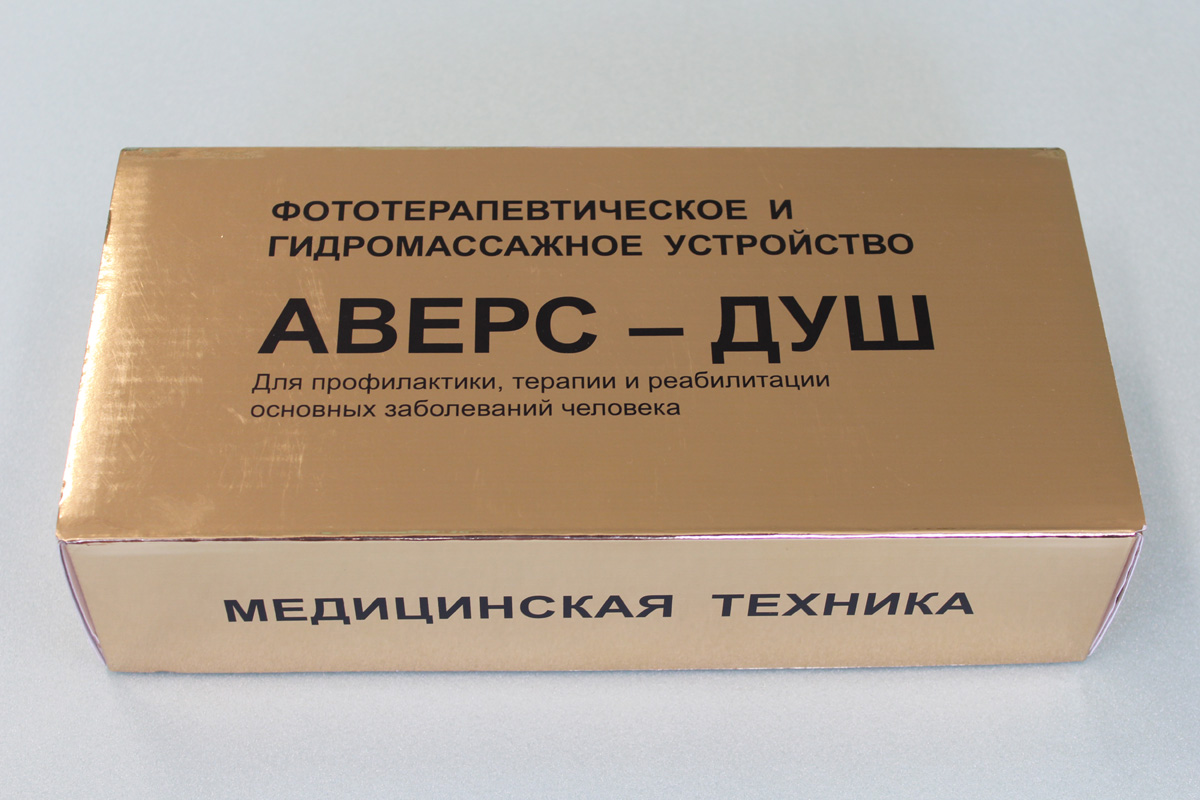 ФОТОТЕРАПЕВТИЧЕСКОЕ И
ГИДРОМАССАЖНОЕ УСТРОЙСТВО
АВЕРС – ДУШ
Для профилактики, терапии и реабилитации
основных заболеваний человека
МЕДИЦИНСКАЯ ТЕХНИКА